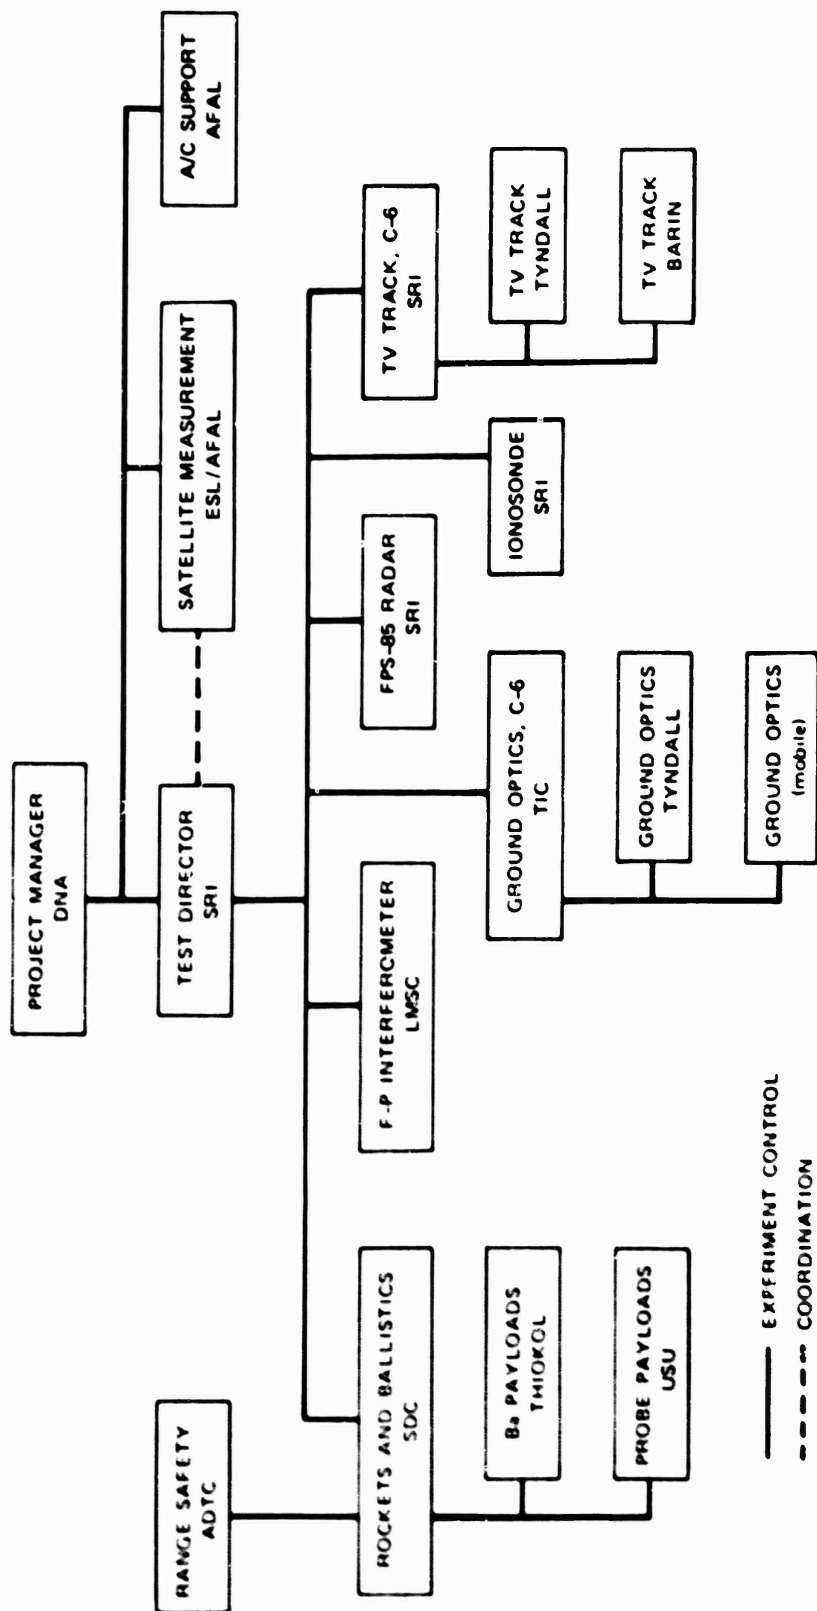 PROJECT MANAGER
DNA
TEST DIRECTOR
SRI
SATELLITE MEASUREMENT
ESL/AFAL
A/C SUPPORT
AFAL
RANGE SAFETY
ADTC
ROCKETS AND BALLISTICS
SDC
F-P INTERFEROMETER
LMSC
FPS-85 RADAR
SRI
TV TRACK, C-6
SRI
Ba PAYLOADS
THIOKOL
GROUND OPTICS, C-6
TIC
IONOSONDE
SRI
TV TRACK
TYNDALL
PROBE PAYLOADS
USU
GROUND OPTICS
TYNDALL
TV TRACK
BARIN
GROUND OPTICS
(mobile)
EXPERIMENT CONTROL
COORDINATION